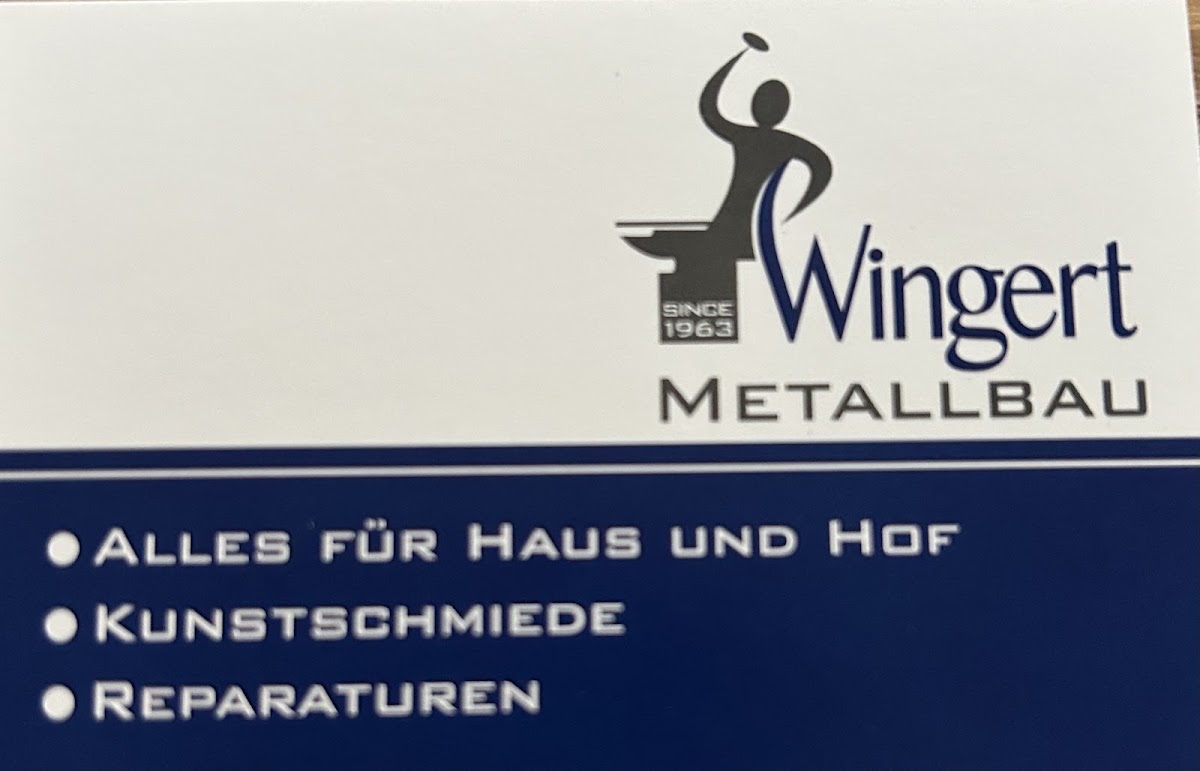 SINCE
1963
Wingert
METALLBAU
● ALLES FÜR HAUS UND HOF
● KUNSTSCHMIEDE
● REPARATUREN